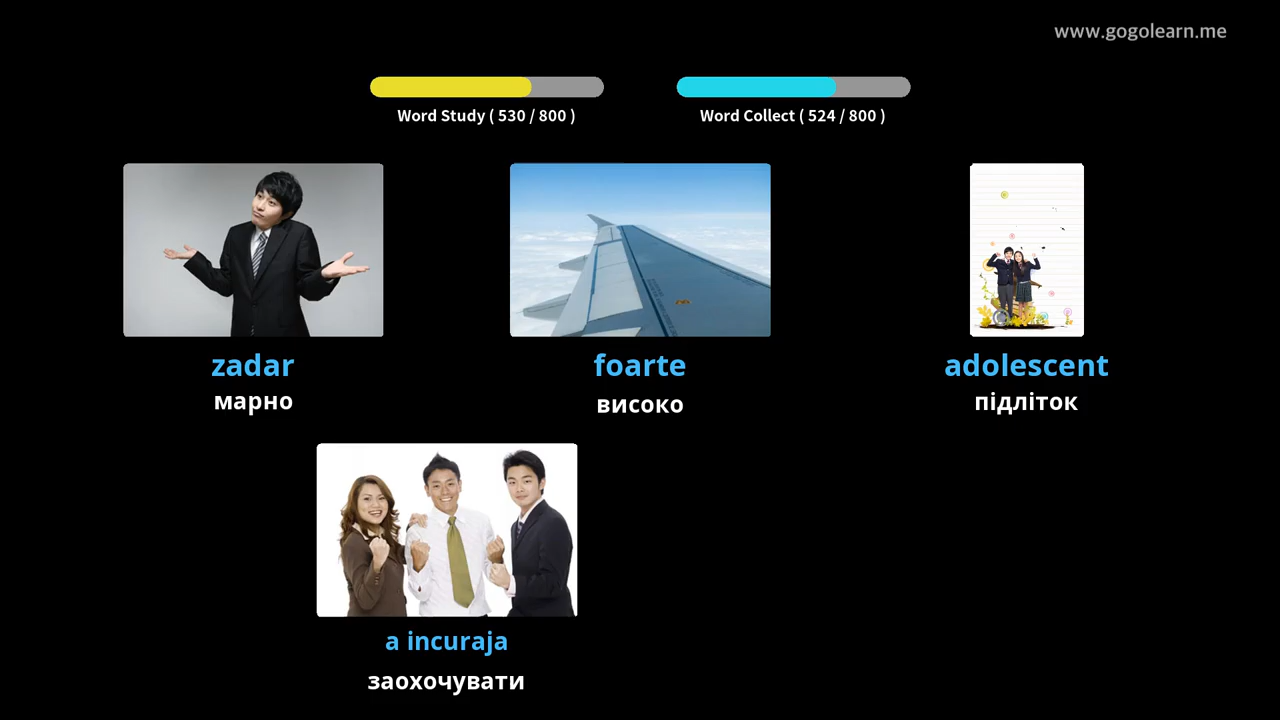 www.gogolearn.me
Word Study ( 530 / 800 )
Word Collect ( 524 / 800 )
zadar
марно
foarte
високо
adolescent
підліток
a incuraja
заохочувати